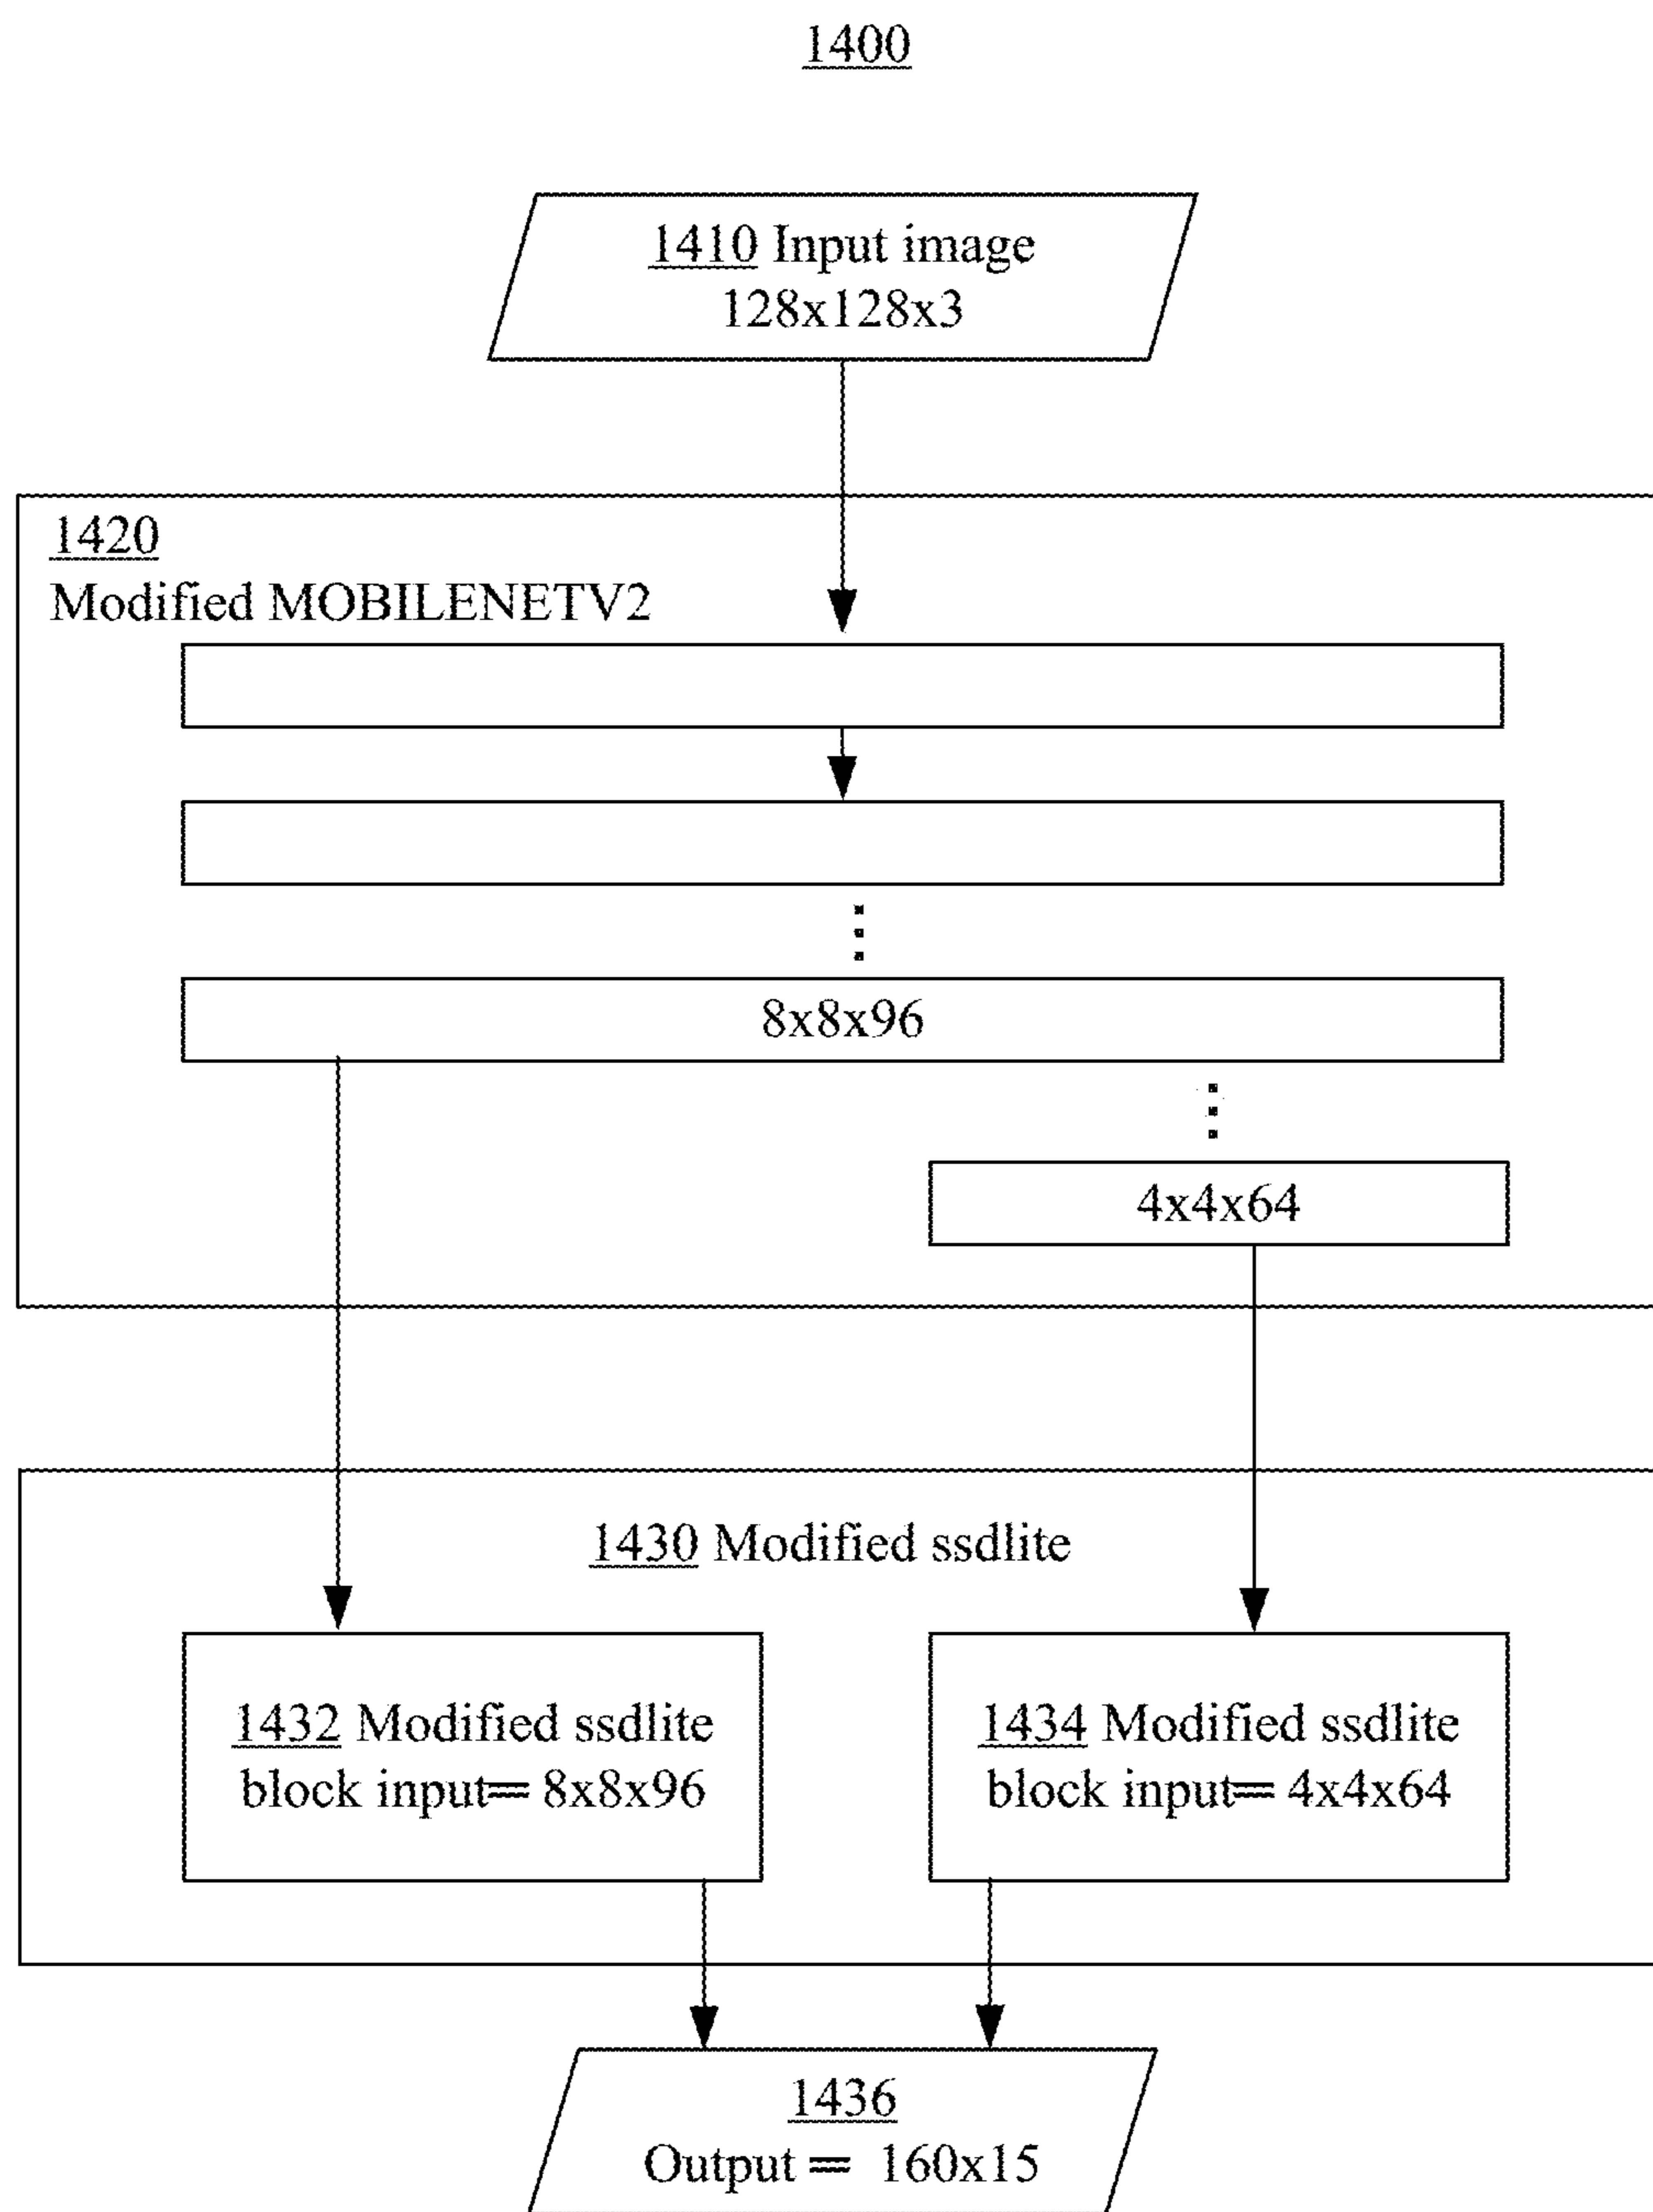 1400
1410 Input image
128x128x3
1420
Modified MOBILENETV2
8x8x96
4x4x64
1430 Modified ssdlite
1432 Modified ssdlite
block input= 8x8x96
1434 Modified ssdlite
block input= 4x4x64
1436
Output = 160x15